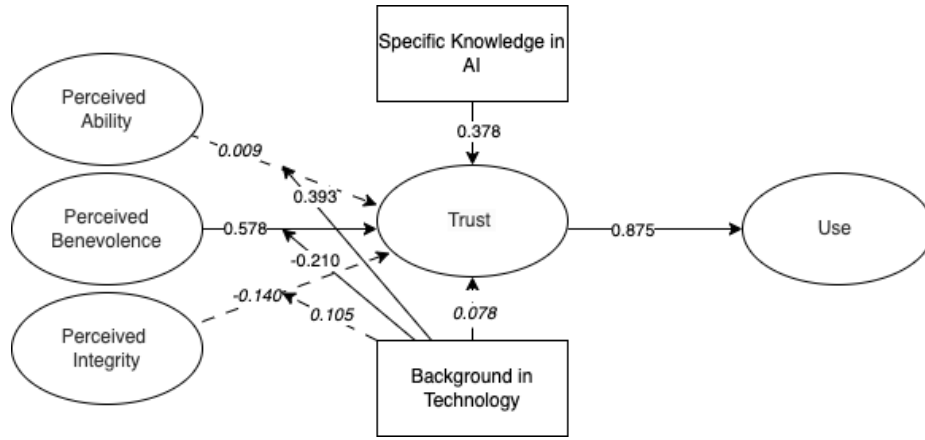 Specific Knowledge in
AI
Perceived
Ability
0.009
0.378
0.393
Perceived
Benevolence
0.578
Trust
0.875
Use
-0.210
-0.140
0.105
0.078
Perceived
Integrity
Background in
Technology